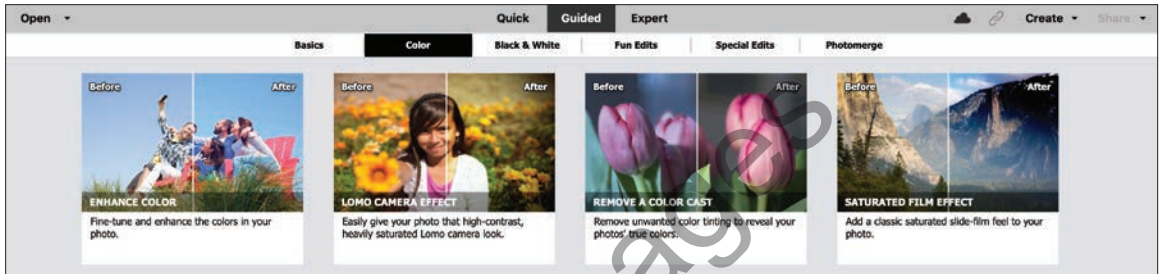 Open Quick Guided Expert Create Share
Basics Color Black & White Fun Edits Special Edits Photomerge
Before After Before After Before After Before After
ENHANCE COLOR
Fine-tune and enhance the colors in your
photo.
LOMO CAMERA EFFECT
Easily give your photo that high-contrast,
heavily saturated Lomo camera look.
REMOVE A COLOR CAST
Remove unwanted color tinting to reveal your
photos' true colors.
SATURATED FILM EFFECT
Add a classic saturated slide-film feel to your
photo.